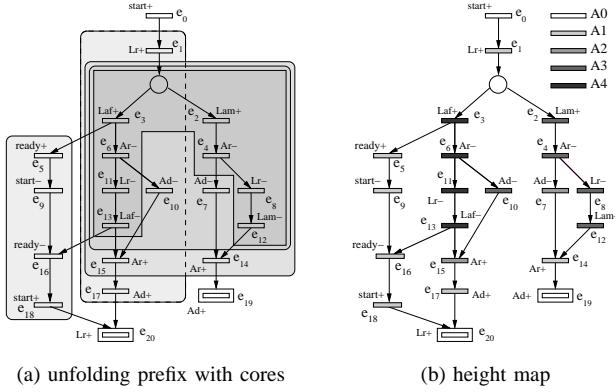 start+ e0
Lr+ e1
Laf+ e3
Lam+ e2
ready+ e5
e6 Ar−
e4 Ar−
start− e9
e11 Lr−
Ad− e10
Ad− e7
Lr− e8
e13 Laf−
Lam− e12
ready− e16
e15 Ar+
Ar+ e14
start+ e18
e17 Ad+
Ad+ e19
Lr+ e20
(a) unfolding prefix with cores
start+ e0
A0
A1
A2
A3
A4
Lr+ e1
Laf+ e3
Lam+ e2
ready+ e5
e6 Ar−
e4 Ar−
start− e9
e11 Lr−
Ad− e10
Ad− e7
Lr− e8
e13 Laf−
Lam− e12
ready− e16
e15 Ar+
Ar+ e14
start+ e18
e17 Ad+
Ad+ e19
Lr+ e20
(b) height map